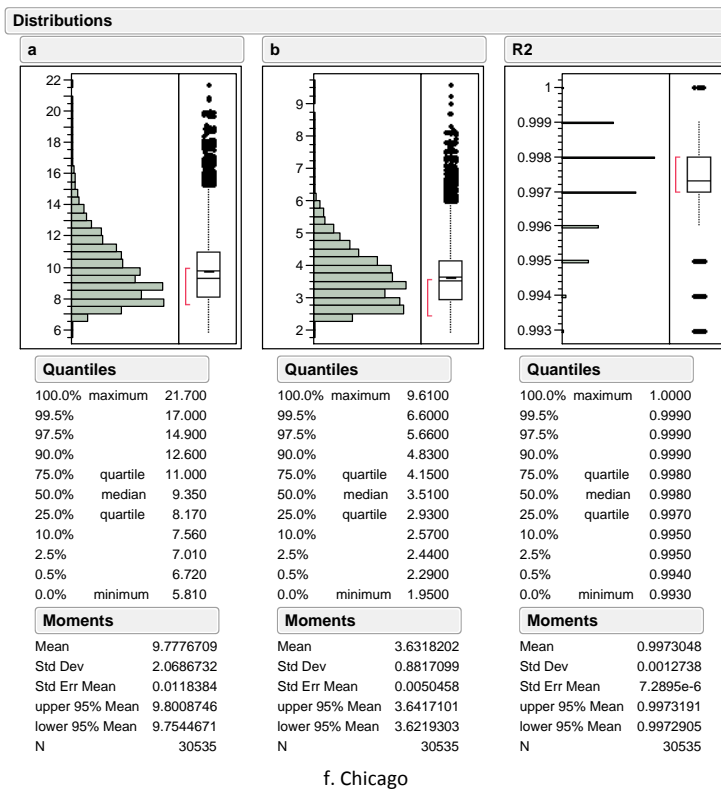 Distributions
a
22
20
18
16
14
12
10
8
6
Quantiles
100.0% maximum 21.700
99.5% 17.000
97.5% 14.900
90.0% 12.600
75.0% quartile 11.000
50.0% median 9.350
25.0% quartile 8.170
10.0% 7.560
2.5% 7.010
0.5% 6.720
0.0% minimum 5.810
Moments
Mean 9.7776709
Std Dev 2.0686732
Std Err Mean 0.0118384
upper 95% Mean 9.8008746
lower 95% Mean 9.7544671
N 30535
b
9
8
7
6
5
4
3
2
Quantiles
100.0% maximum 9.6100
99.5% 6.6000
97.5% 5.6600
90.0% 4.8300
75.0% quartile 4.1500
50.0% median 3.5100
25.0% quartile 2.9300
10.0% 2.5700
2.5% 2.4400
0.5% 2.2900
0.0% minimum 1.9500
Moments
Mean 3.6318202
Std Dev 0.8817099
Std Err Mean 0.0050458
upper 95% Mean 3.6417101
lower 95% Mean 3.6219303
N 30535
R2
1
0.999
0.998
0.997
0.996
0.995
0.994
0.993
Quantiles
100.0% maximum 1.0000
99.5% 0.9990
97.5% 0.9990
90.0% 0.9990
75.0% quartile 0.9980
50.0% median 0.9980
25.0% quartile 0.9970
10.0% 0.9950
2.5% 0.9950
0.5% 0.9940
0.0% minimum 0.9930
Moments
Mean 0.9973048
Std Dev 0.0012738
Std Err Mean 7.2895e-6
upper 95% Mean 0.9973191
lower 95% Mean 0.9972905
N 30535
f. Chicago